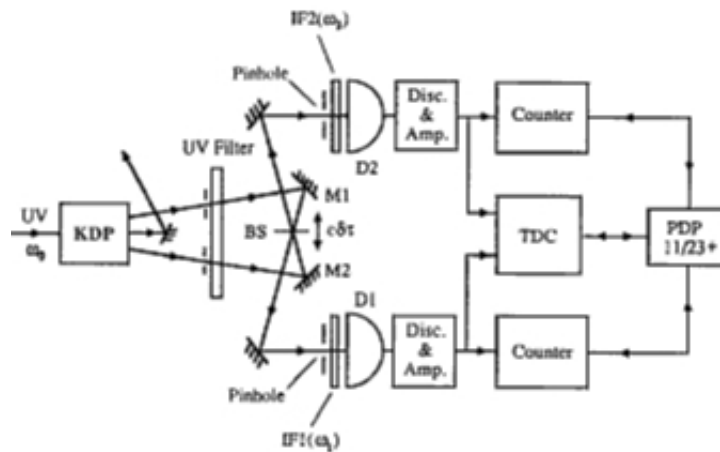 IF2(ω₂)
Pinhole
Disc.
&
Amp.
Counter
UV Filter
D2
M1
UV
KDP
BS
cδτ
TDC
PDP
11/23+
ω₀
M2
D1
Disc.
&
Amp.
Counter
Pinhole
IF1(ω₁)